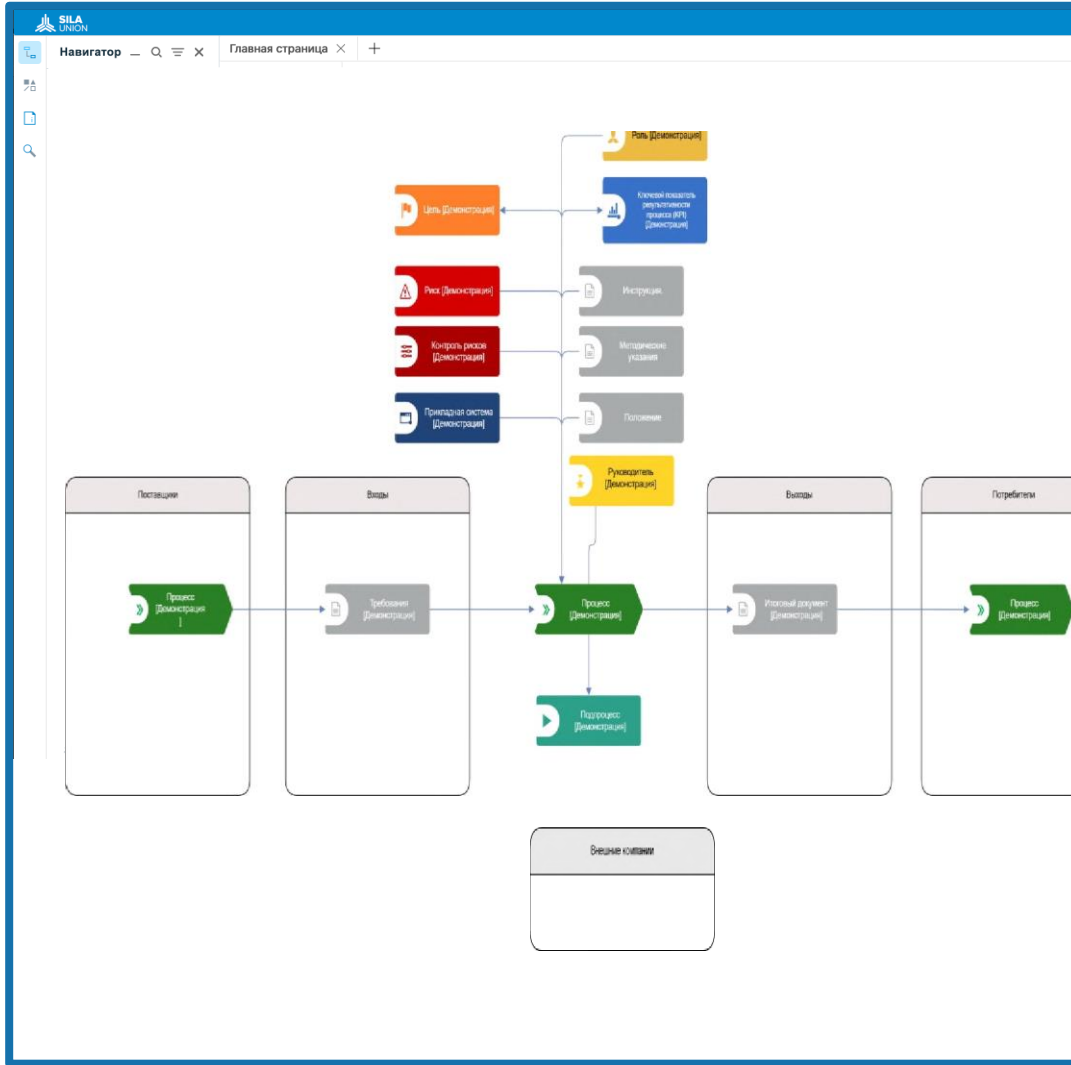 SILA
UNION
Навигатор
Главная страница
Роль [Демонстрация]
Цель [Демонстрация]
Ключевой показатель
результативности
процесса (KPI)
[Демонстрация]
Риск [Демонстрация]
Инструкция
Контроль рисков
[Демонстрация]
Методические
указания
Прикладная система
[Демонстрация]
Положение
Руководитель
[Демонстрация]
Поставщики
Входы
Выходы
Потребители
Процесс
[Демонстрация
]
Требования
[Демонстрация]
Процесс
[Демонстрация]
Итоговый документ
[Демонстрация]
Процесс
[Демонстрация]
Подпроцесс
[Демонстрация]
Внешние компании